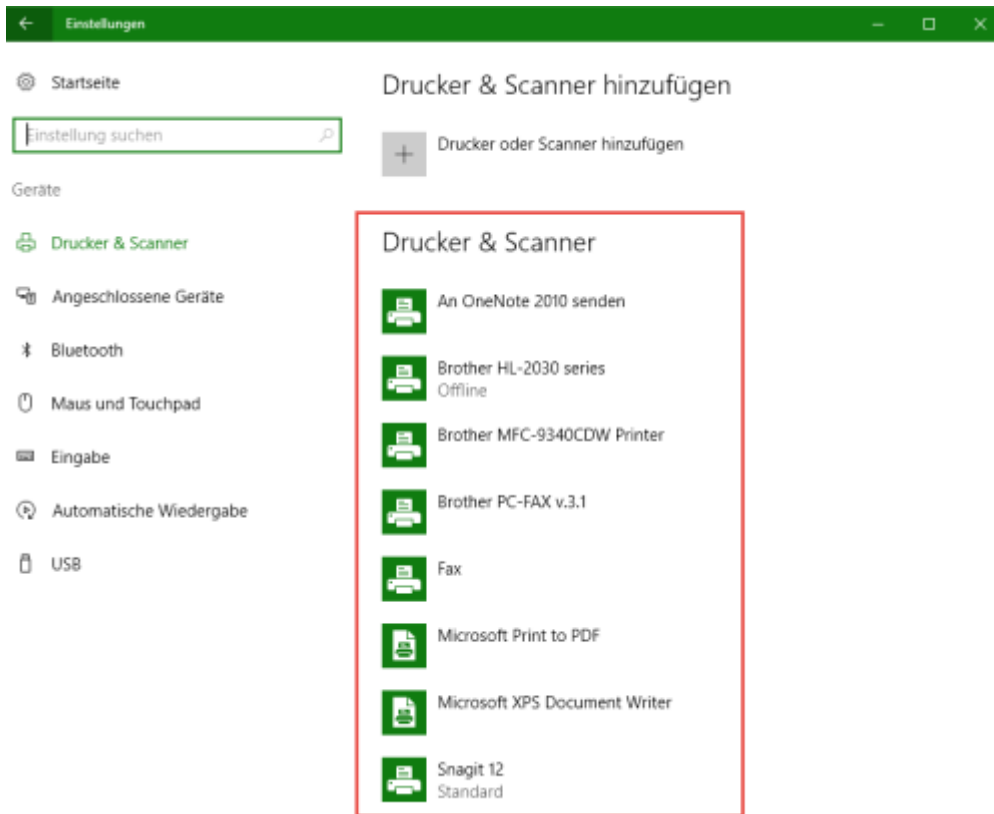 Einstellungen
Startseite
Einstellung suchen
Geräte
Drucker & Scanner
Angeschlossene Geräte
Bluetooth
Maus und Touchpad
Eingabe
Automatische Wiedergabe
USB
Drucker & Scanner hinzufügen
Drucker oder Scanner hinzufügen
Drucker & Scanner
An OneNote 2010 senden
Brother HL-2030 series
Offline
Brother MFC-9340CDW Printer
Brother PC-FAX v.3.1
Fax
Microsoft Print to PDF
Microsoft XPS Document Writer
Snagit 12
Standard